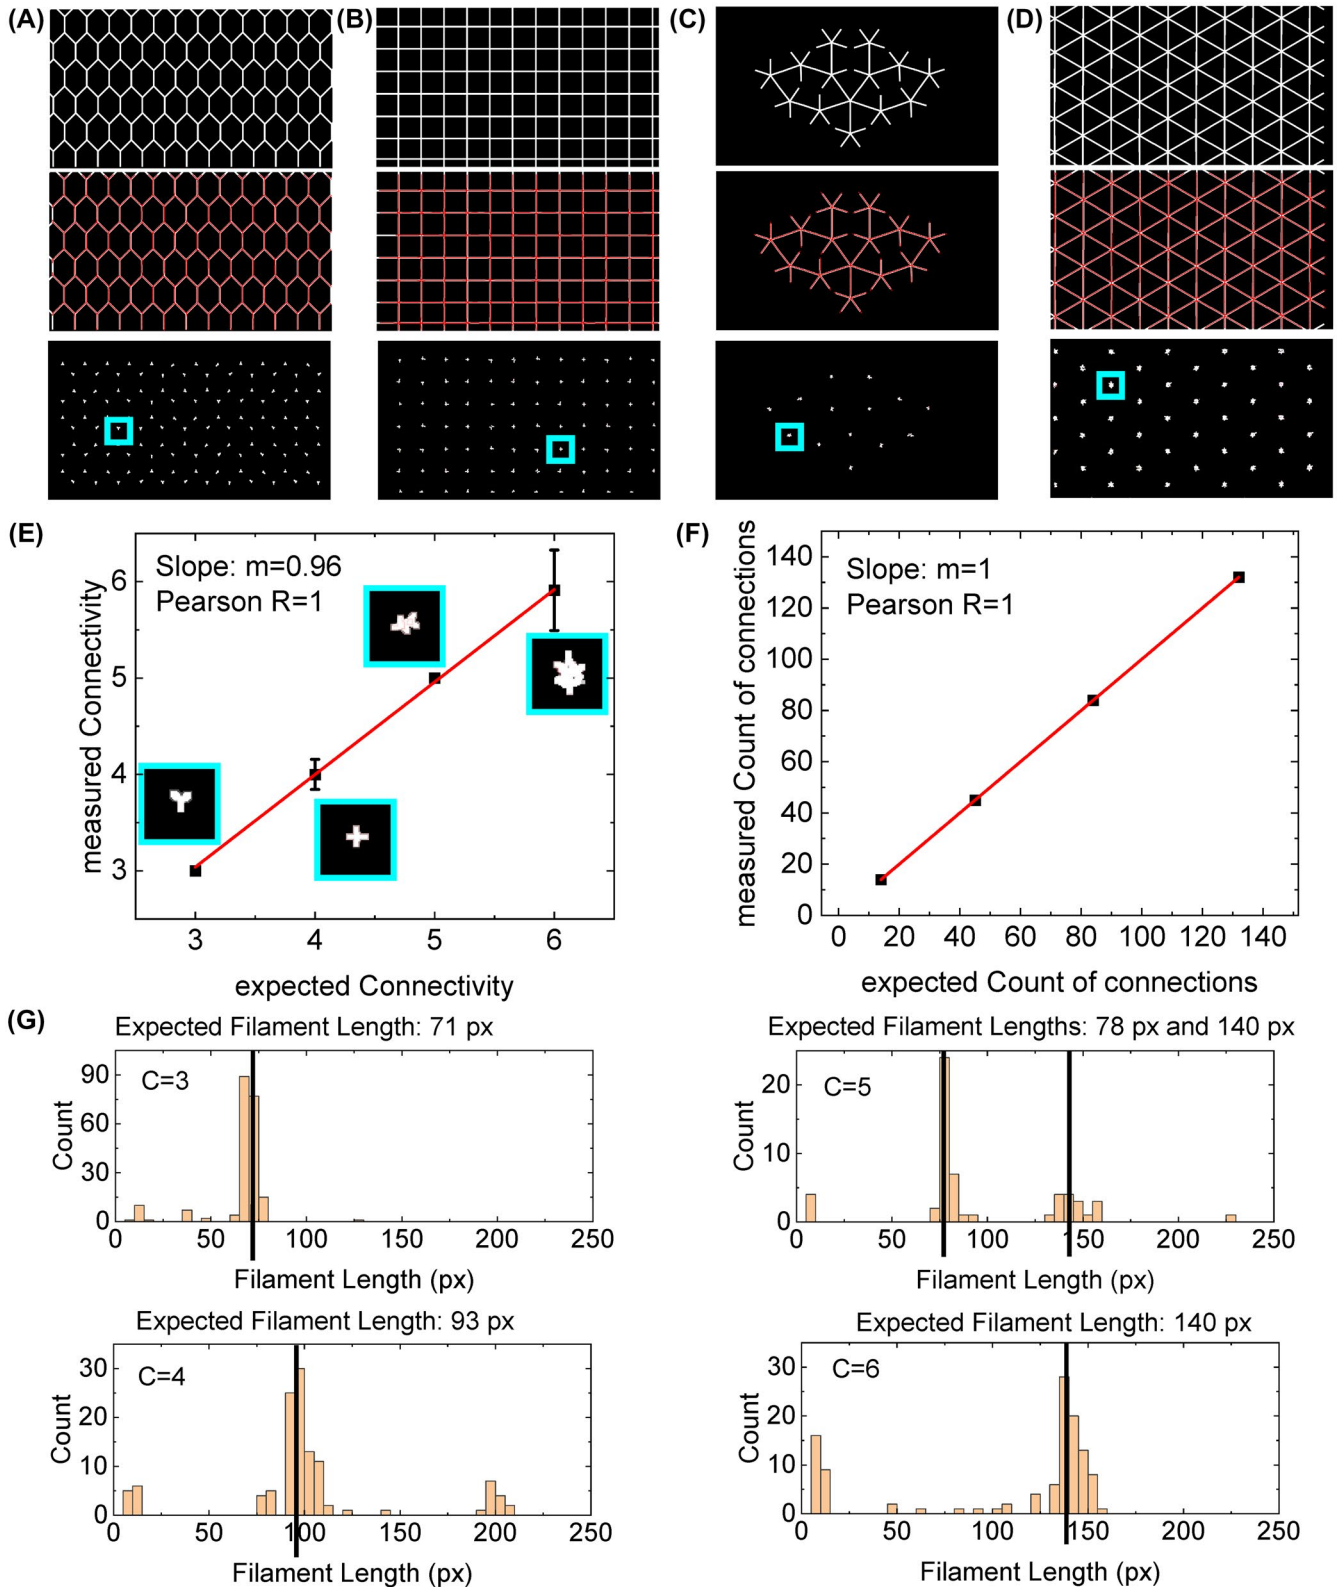 (A)
(B)
(C)
(D)
(E)
Slope: m=0.96
Pearson R=1
measured Connectivity
6
5
4
3
3 4 5 6
expected Connectivity
(F)
Slope: m=1
Pearson R=1
measured Count of connections
140
120
100
80
60
40
20
0
0 20 40 60 80 100 120 140
expected Count of connections
(G)
Expected Filament Length: 71 px
C=3
Count
90
60
30
0
0 50 100 150 200 250
Filament Length (px)
Expected Filament Lengths: 78 px and 140 px
C=5
Count
20
10
0
0 50 100 150 200 250
Filament Length (px)
Expected Filament Length: 93 px
C=4
Count
30
20
10
0
0 50 100 150 200 250
Filament Length (px)
Expected Filament Length: 140 px
C=6
Count
30
20
10
0
0 50 100 150 200 250
Filament Length (px)